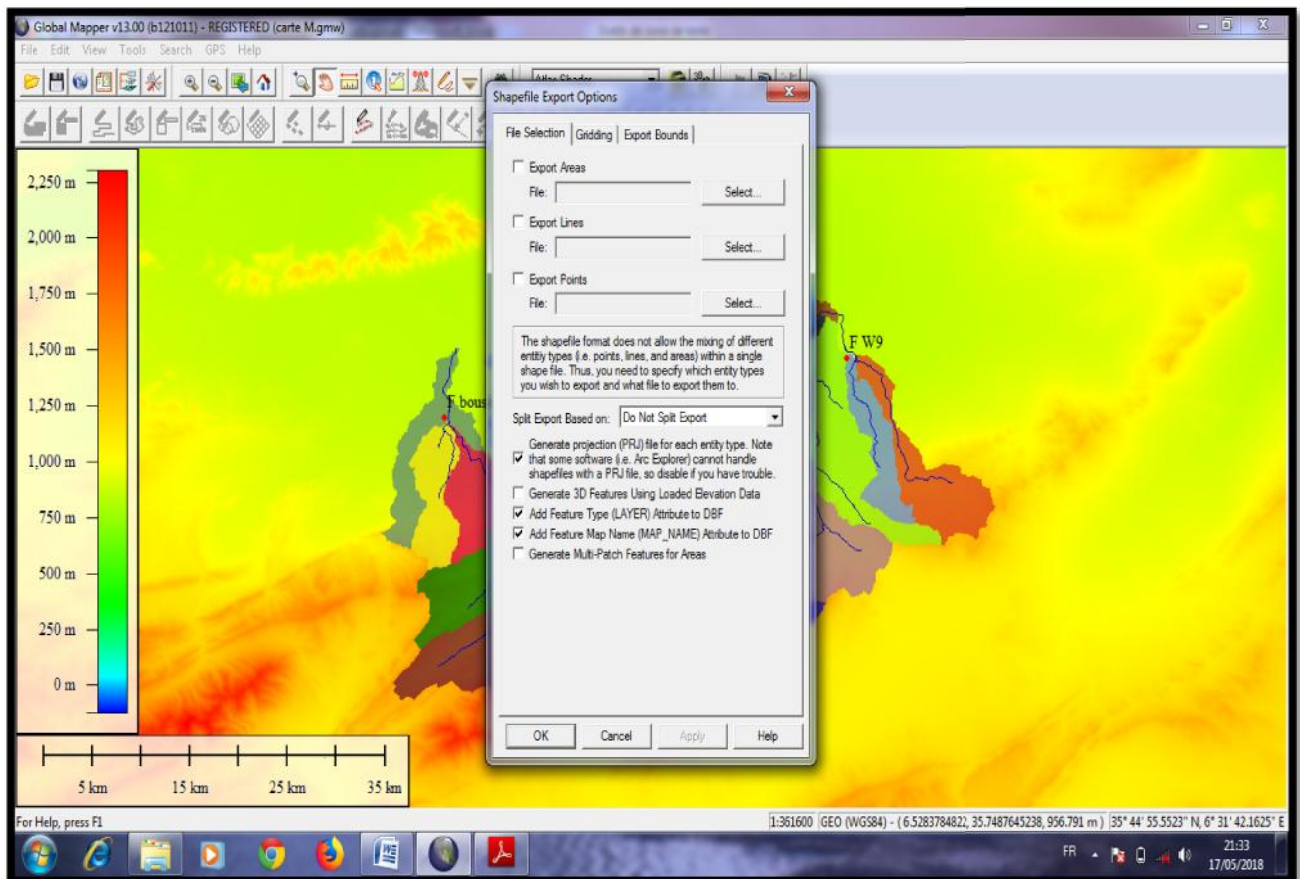 Global Mapper v13.00 (b121011) - REGISTERED (carte M.gmw)
File Edit View Tools Search GPS Help
Atlas Shader
Shapefile Export Options
File Selection Gridding Export Bounds
Export Areas
File: Select...
Export Lines
File: Select...
Export Points
File: Select...
The shapefile format does not allow the mixing of different
entitiy types (i.e. points, lines, and areas) within a single
shape file. Thus, you need to specify which entity types
you wish to export and what file to export them to.
Split Export Based on: Do Not Split Export
Generate projection (PRJ) file for each entity type. Note
that some software (i.e. Arc Explorer) cannot handle
shapefiles with a PRJ file, so disable if you have trouble.
Generate 3D Features Using Loaded Elevation Data
Add Feature Type (LAYER) Attribute to DBF
Add Feature Map Name (MAP_NAME) Attribute to DBF
Generate Multi-Patch Features for Areas
OK Cancel Apply Help
2,250 m
2,000 m
1,750 m
1,500 m
1,250 m
1,000 m
750 m
500 m
250 m
0 m
F bous
F W9
5 km 15 km 25 km 35 km
For Help, press F1
1:361600 GEO (WGS84) - ( 6.5283784822, 35.7487645238, 956.791 m ) 35° 44' 55.5523" N, 6° 31' 42.1625" E
FR
21:33
17/05/2018